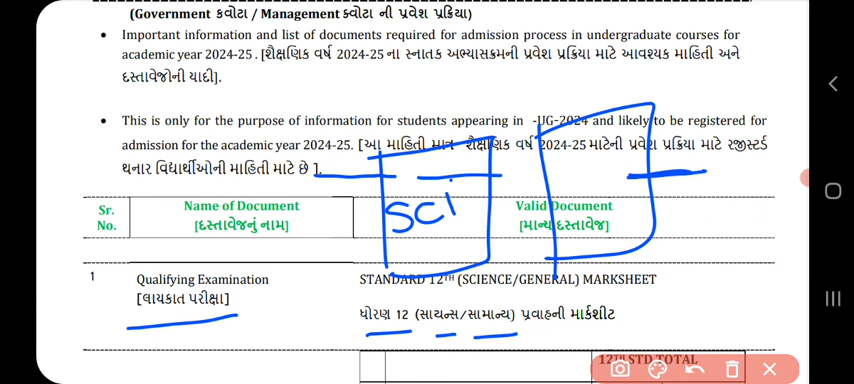 (Government ક્વોટા / Management ક્વોટા ની પ્રવેશ પ્રક્રિયા)
• Important information and list of documents required for admission process in undergraduate courses for
academic year 2024-25 . [શૈક્ષણિક વર્ષ 2024-25 ના સ્નાતક અભ્યાસક્રમની પ્રવેશ પ્રક્રિયા માટે આવશ્યક માહિતી અને
દસ્તાવેજોની યાદી].
• This is only for the purpose of information for students appearing in -UG-2024 and likely to be registered for
admission for the academic year 2024-25. [આ માહિતી માત્ર શૈક્ષણિક વર્ષ 2024-25 માટેની પ્રવેશ પ્રક્રિયા માટે રજીસ્ટર્ડ
થનાર વિદ્યાર્થીઓની માહિતી માટે છે ].
Sr. No.
Name of Document
[દસ્તાવેજનું નામ]
SCI
Valid Document
[માન્ય દસ્તાવેજ]
1
Qualifying Examination
[લાયકાત પરીક્ષા]
STANDARD 12TH (SCIENCE/GENERAL) MARKSHEET
ધોરણ 12 (સાયન્સ/સામાન્ય) પ્રવાહની માર્કશીટ
12TH STD TOTAL